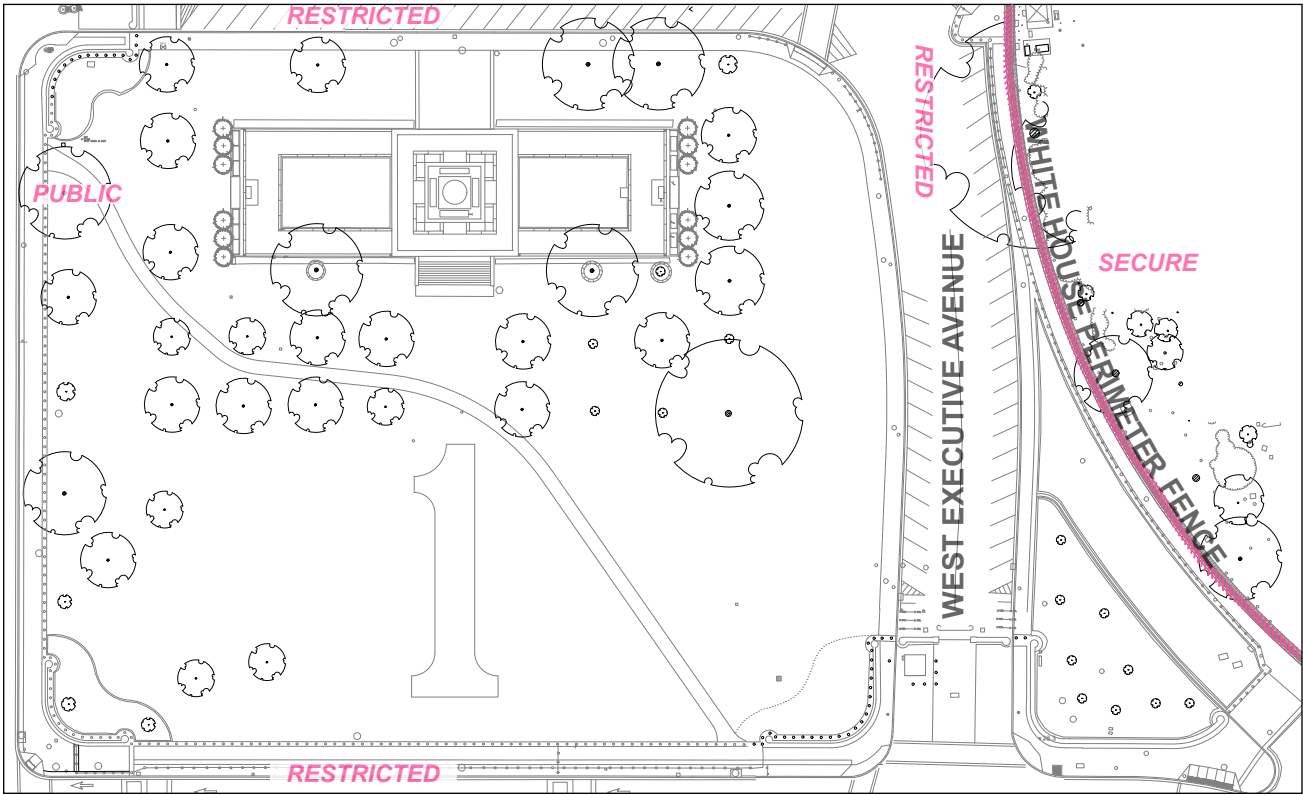 RESTRICTED
RESTRICTED
PUBLIC
WHITE HOUSE PERIMETER FENCE
SECURE
WEST EXECUTIVE AVENUE
1
RESTRICTED